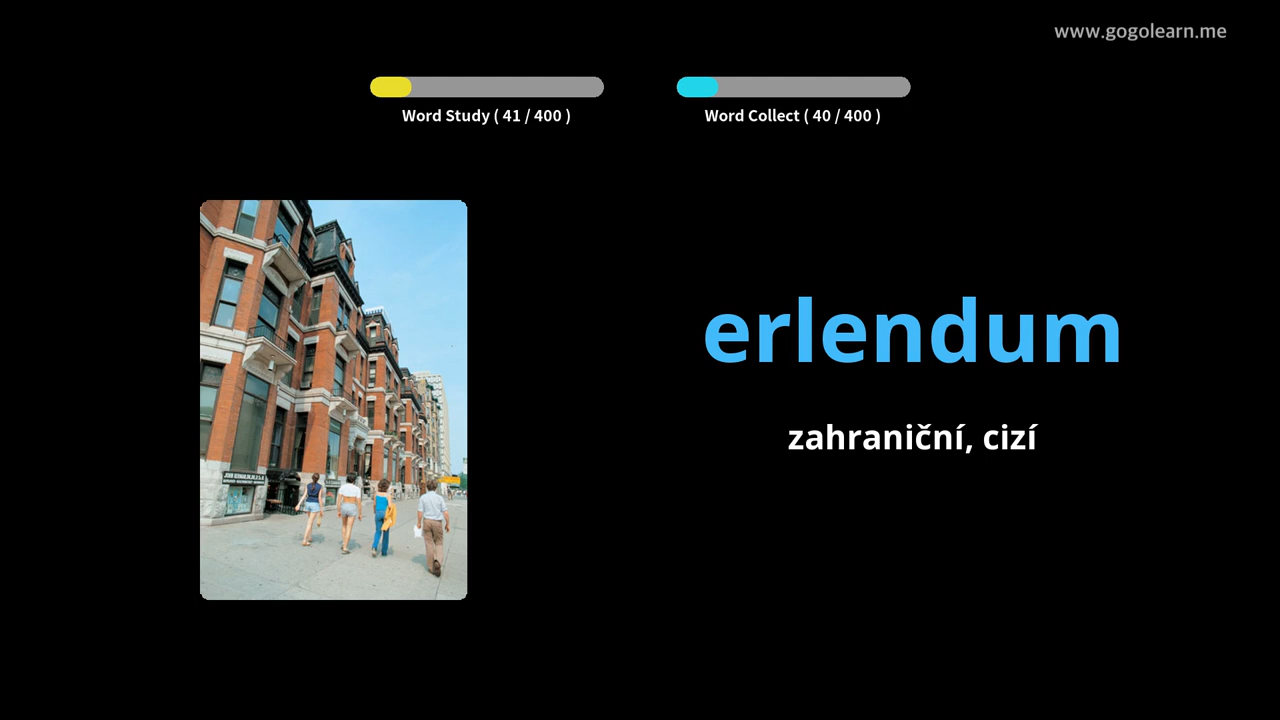 www.gogolearn.me
Word Study ( 41 / 400 )
Word Collect ( 40 / 400 )
erlendum
zahraniční, cizí